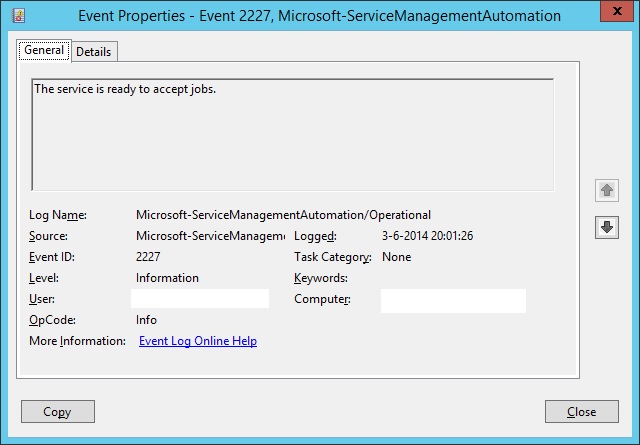 Event Properties - Event 2227, Microsoft-ServiceManagementAutomation
x
General Details
The service is ready to accept jobs.
Log Name: Microsoft-ServiceManagementAutomation/Operational
Source: Microsoft-ServiceManageme Logged: 3-6-2014 20:01:26
Event ID: 2227 Task Category: None
Level: Information Keywords:
User: Computer:
OpCode: Info
More Information: Event Log Online Help
Copy Close